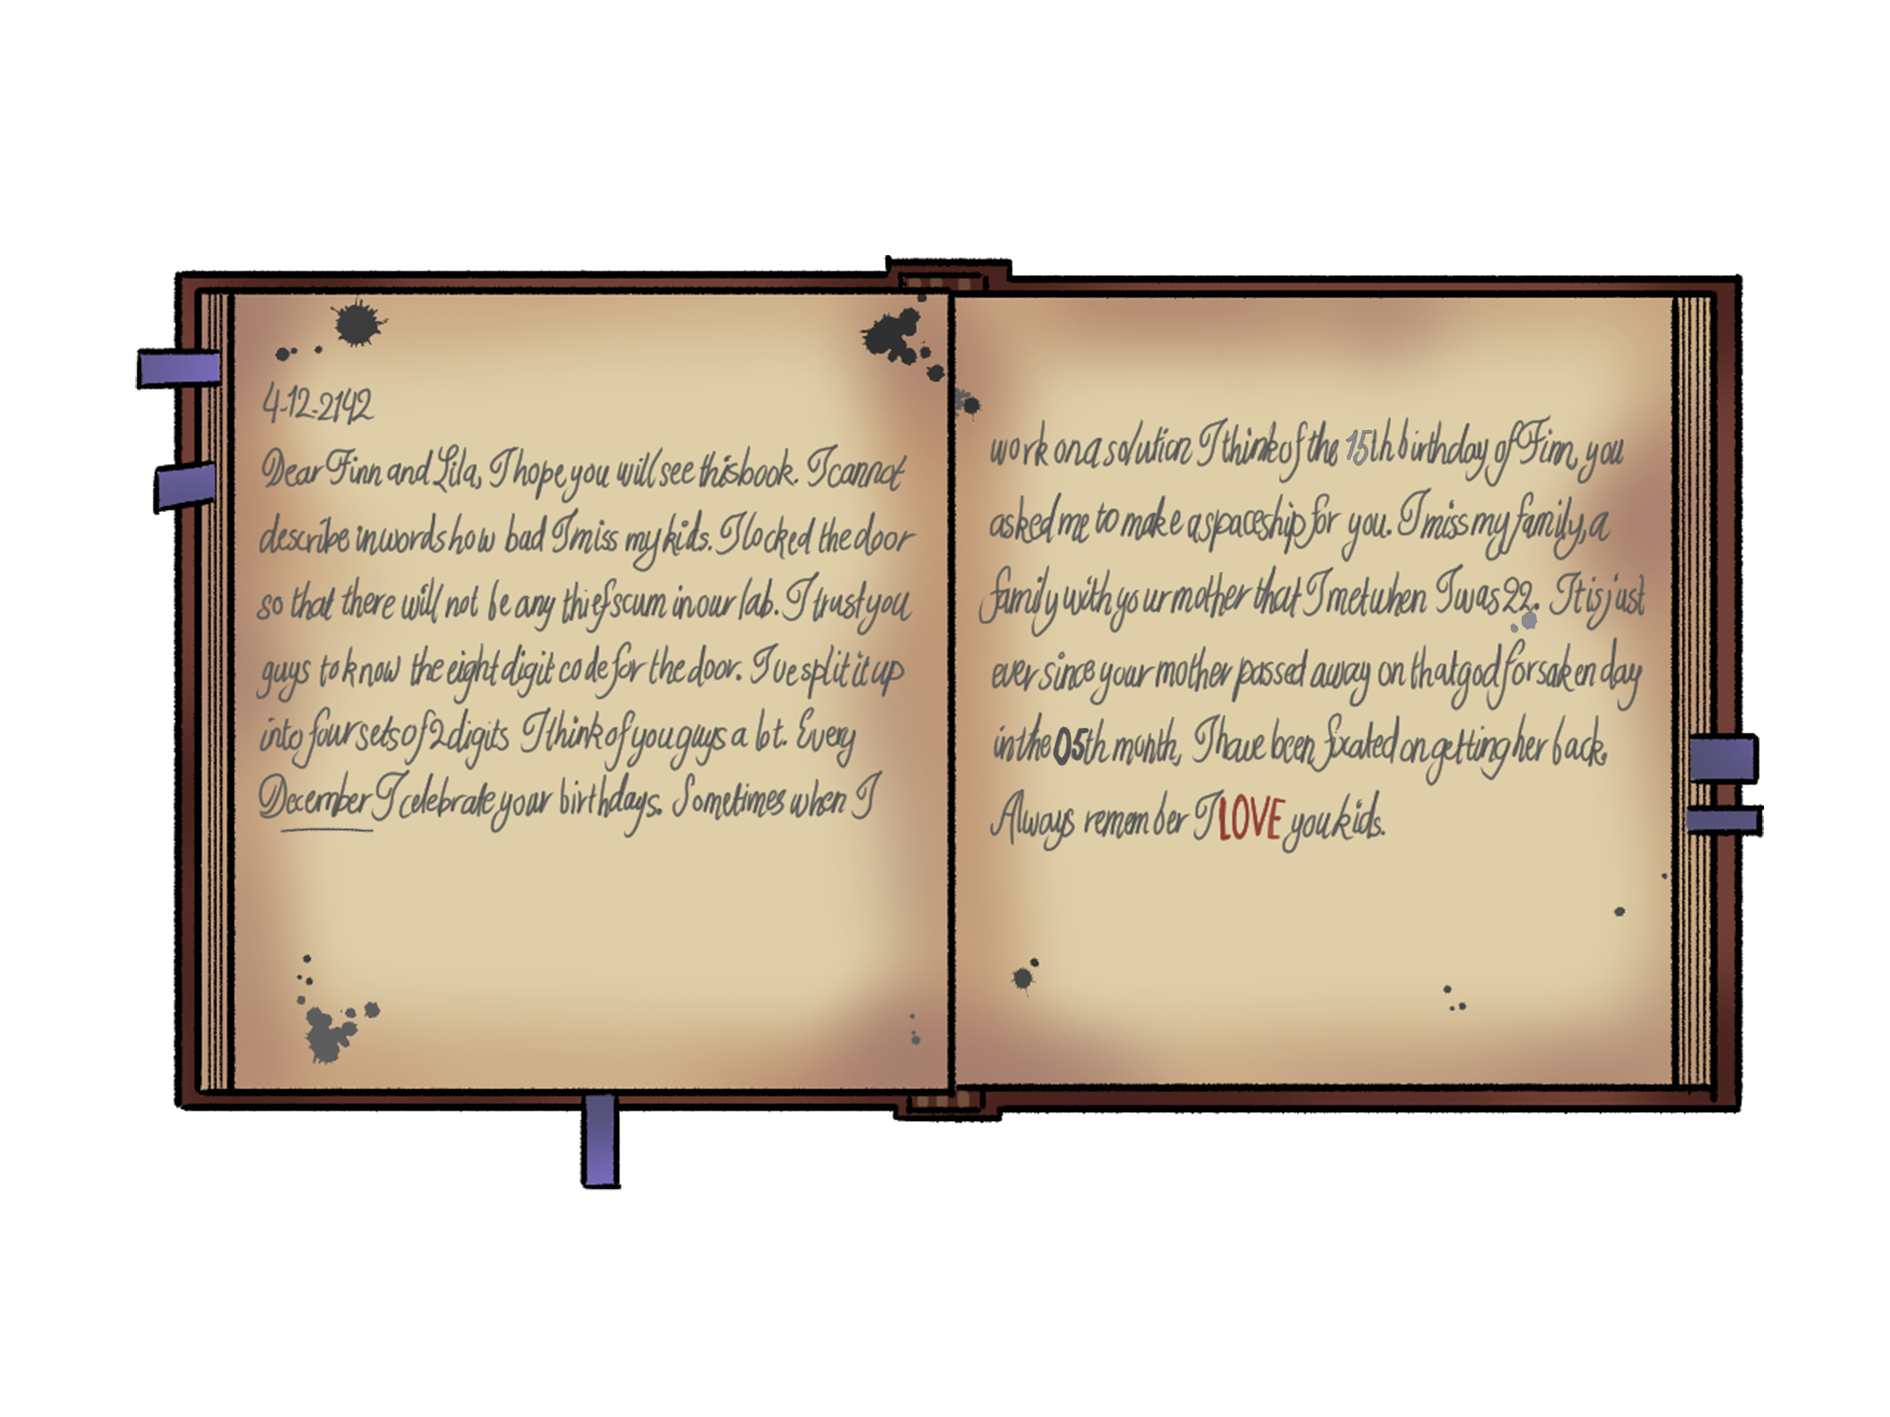 4-12-2142
Dear Finn and Lila, I hope you will see this book. I cannot
describe in words how bad I miss my kids. I locked the door
so that there will not be any thief scum in our lab. I trust you
guys to know the eight digit code for the door. I've split it up
into four sets of 2 digits I think of you guys a lot. Every
December I celebrate your birthdays. Sometimes when I
work on a solution I think of the 15th birthday of Finn, you
asked me to make a spaceship for you. I miss my family, a
family with your mother that I met when I was 22. It is just
ever since your mother passed away on that god forsaken day
in the 05th month, I have been fixated on getting her back.
Always remember I LOVE you kids.